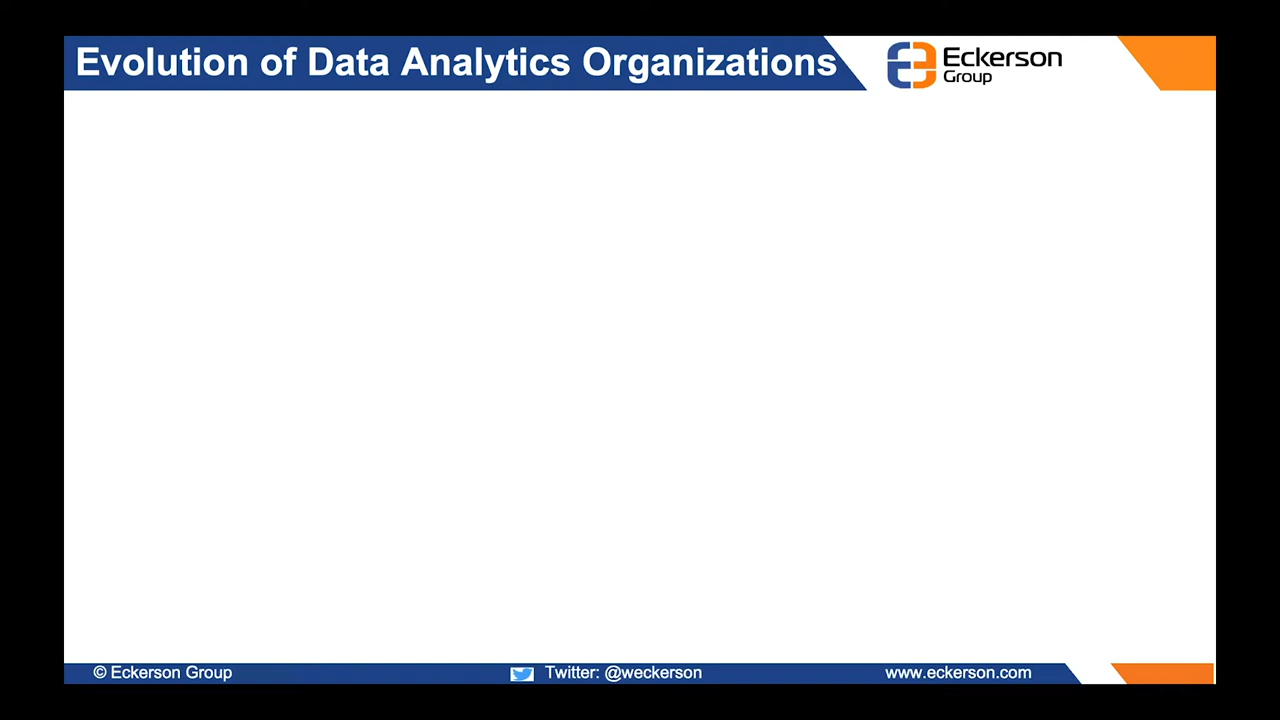 Evolution of Data Analytics Organizations
Eckerson
Group
© Eckerson Group
Twitter: @weckerson
www.eckerson.com